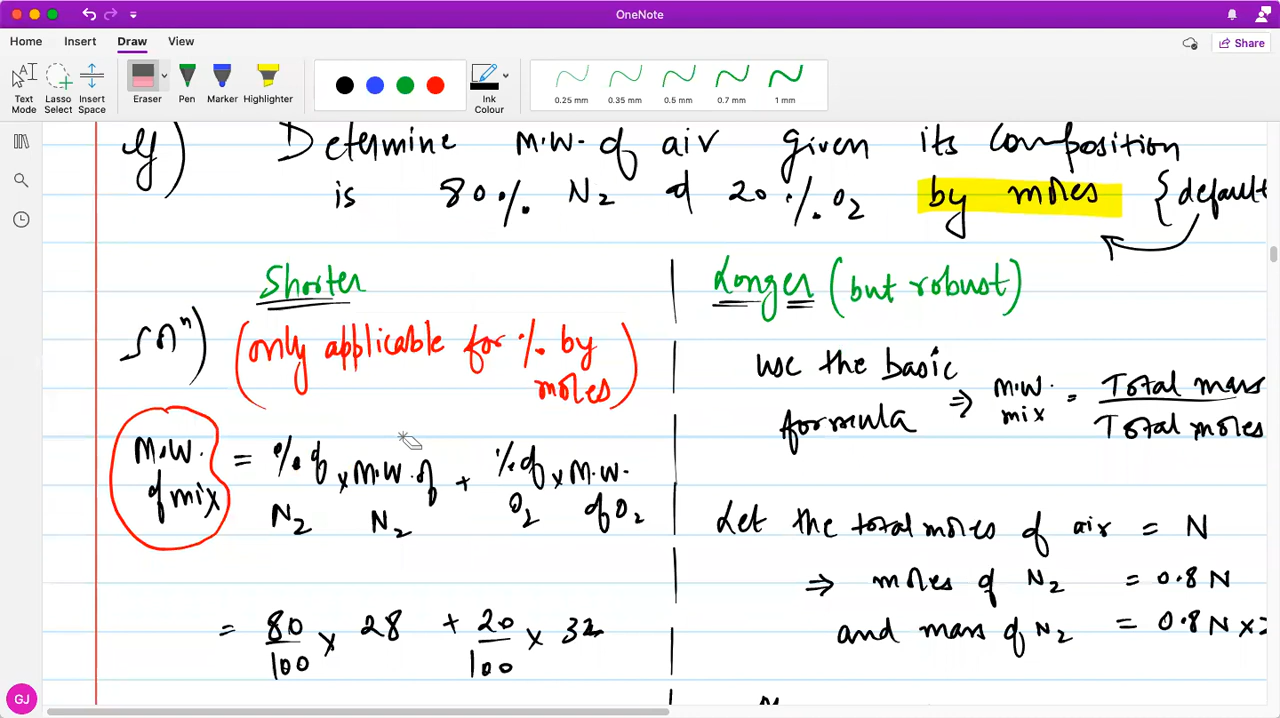 OneNote
Home Insert Draw View
Share
Text Mode
Lasso Select
Insert Space
Eraser
Pen
Marker
Highlighter
Ink Colour
0.25 mm
0.35 mm
0.5 mm
0.7 mm
1 mm
Determine M.W. of air given its composition
is 80% N2 & 20% O2 by moles {default
Shorter
Soln)
(only applicable for % by
moles)
M.W. of mix = % of N2 x M.W. of N2 + % of O2 x M.W. of O2
= 80/100 x 28 + 20/100 x 32
Longer (but robust)
use the basic
formula => M.W. mix = Total mass / Total moles
Let the total moles of air = N
=> moles of N2 = 0.8 N
and mass of N2 = 0.8 N x
GJ